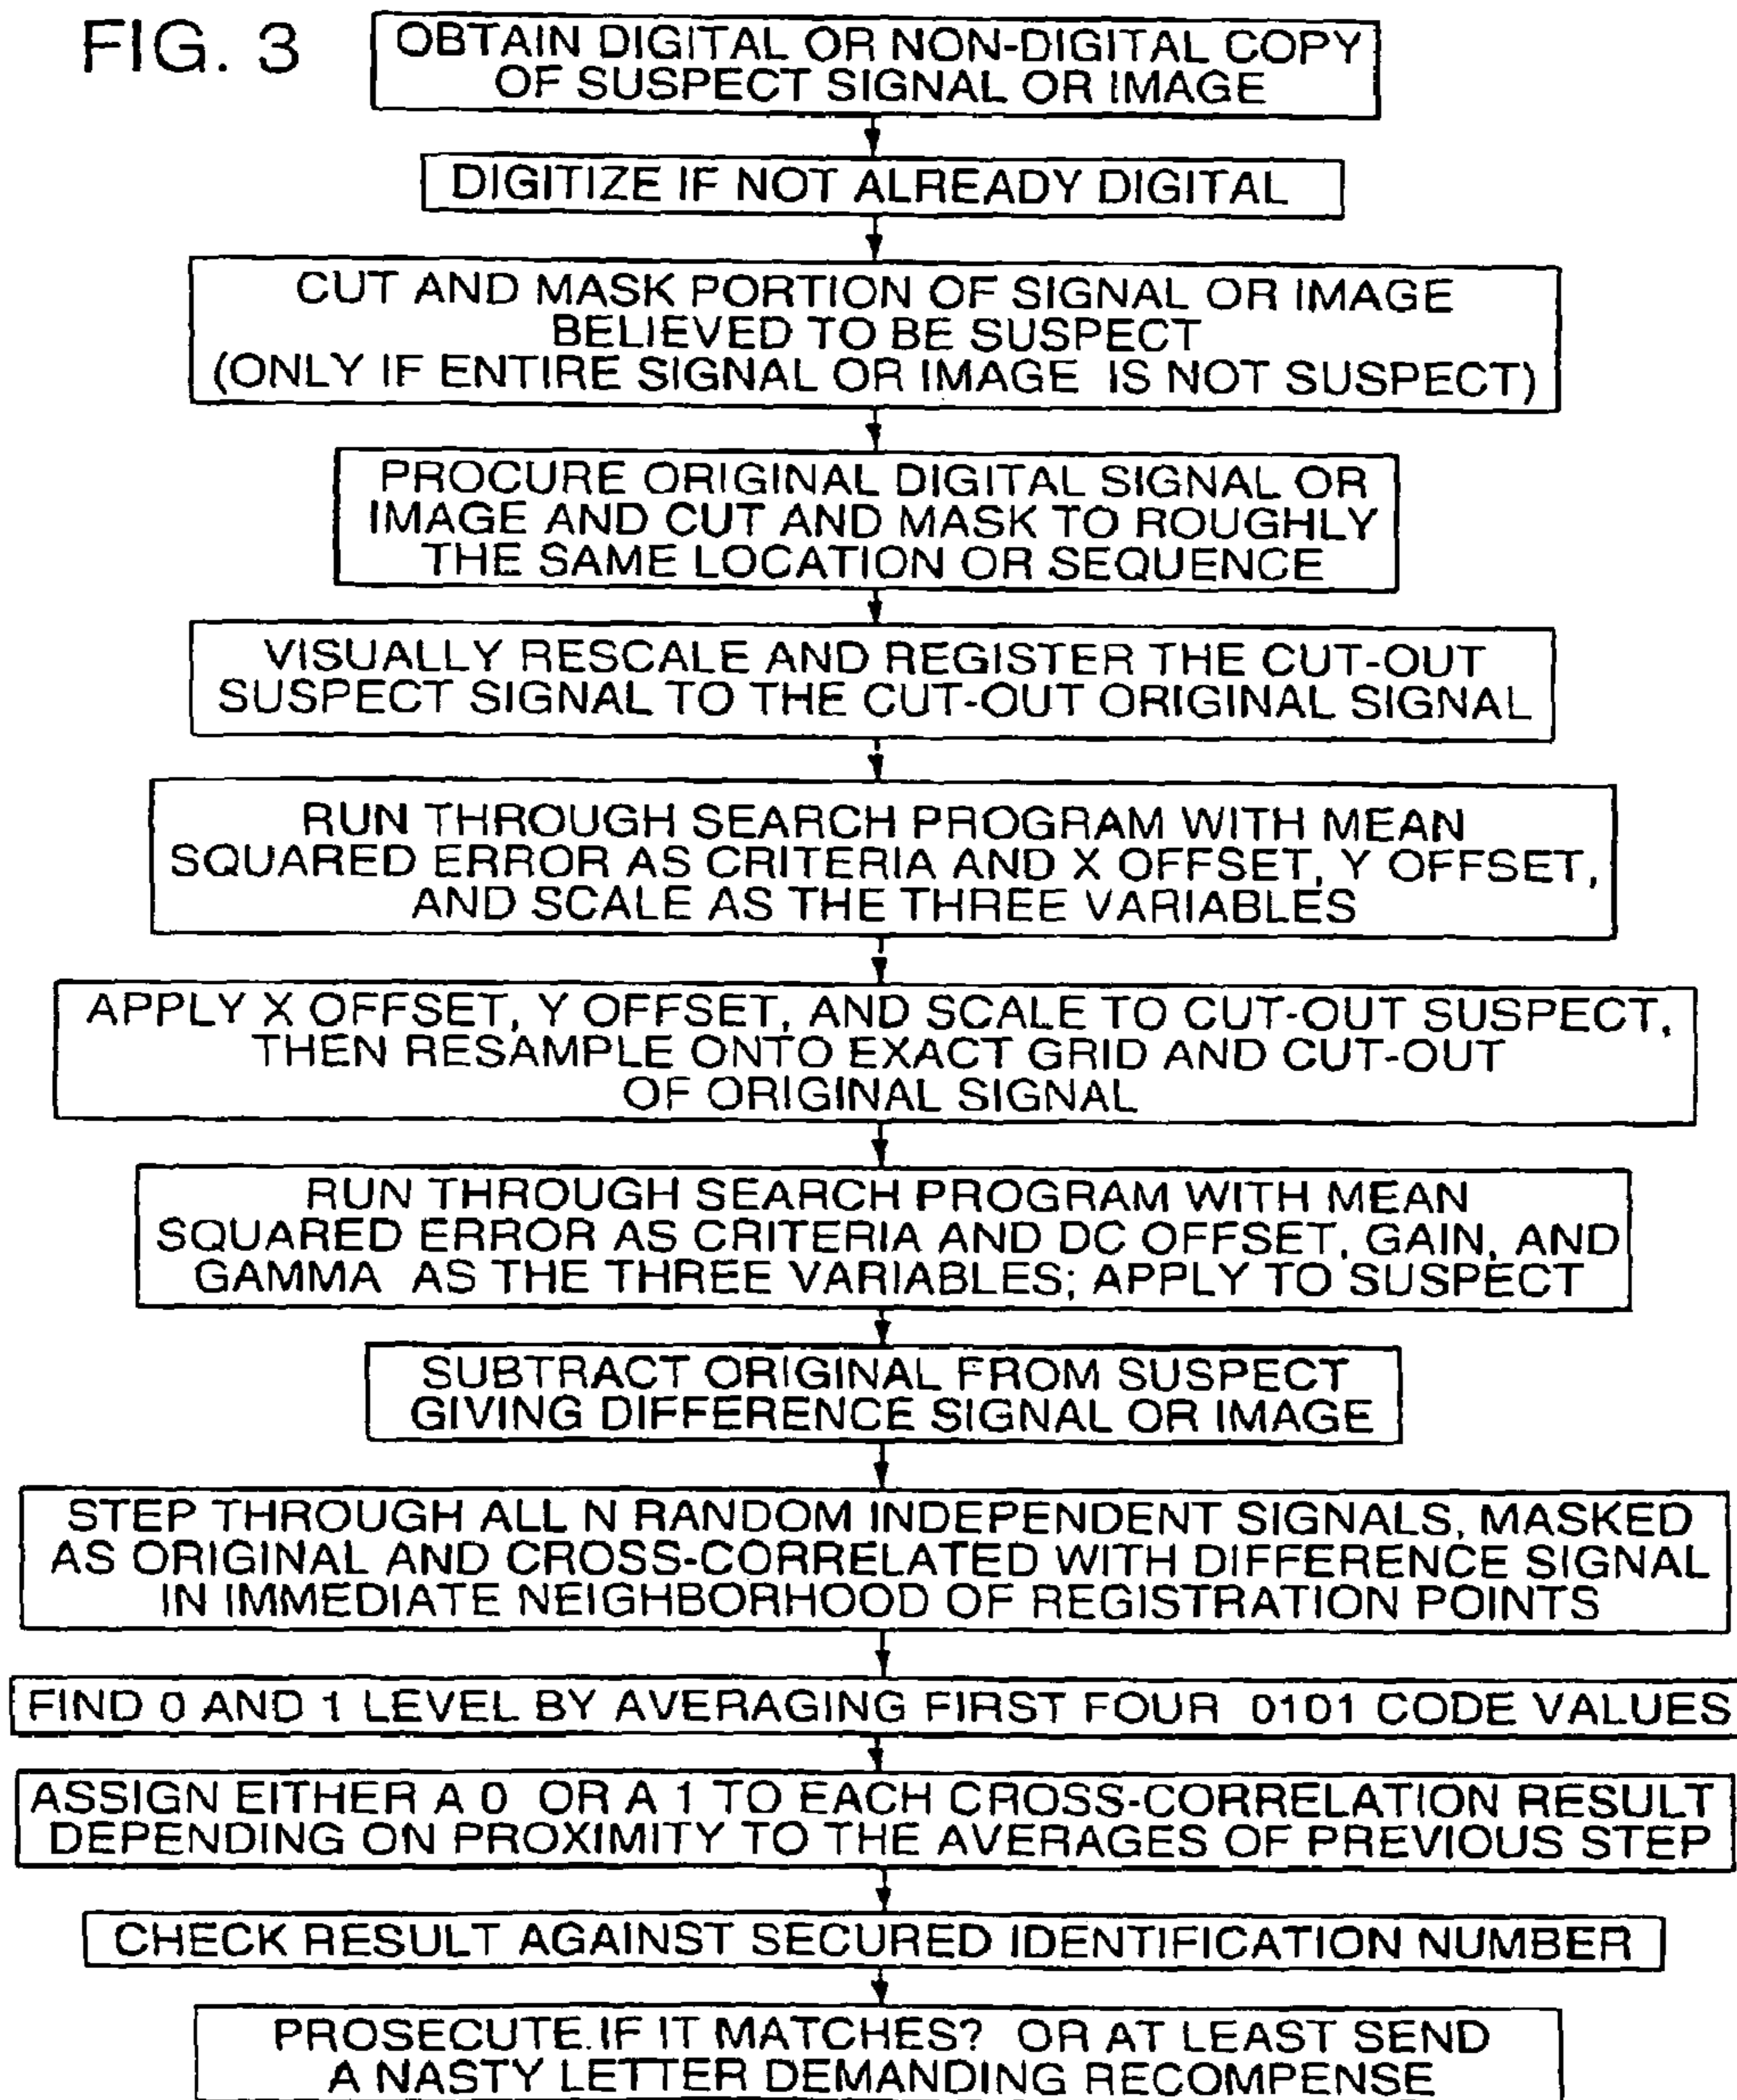 FIG. 3
OBTAIN DIGITAL OR NON-DIGITAL COPY
OF SUSPECT SIGNAL OR IMAGE
DIGITIZE IF NOT ALREADY DIGITAL
CUT AND MASK PORTION OF SIGNAL OR IMAGE
BELIEVED TO BE SUSPECT
(ONLY IF ENTIRE SIGNAL OR IMAGE IS NOT SUSPECT)
PROCURE ORIGINAL DIGITAL SIGNAL OR
IMAGE AND CUT AND MASK TO ROUGHLY
THE SAME LOCATION OR SEQUENCE
VISUALLY RESCALE AND REGISTER THE CUT-OUT
SUSPECT SIGNAL TO THE CUT-OUT ORIGINAL SIGNAL
RUN THROUGH SEARCH PROGRAM WITH MEAN
SQUARED ERROR AS CRITERIA AND X OFFSET, Y OFFSET,
AND SCALE AS THE THREE VARIABLES
APPLY X OFFSET, Y OFFSET, AND SCALE TO CUT-OUT SUSPECT,
THEN RESAMPLE ONTO EXACT GRID AND CUT-OUT
OF ORIGINAL SIGNAL
RUN THROUGH SEARCH PROGRAM WITH MEAN
SQUARED ERROR AS CRITERIA AND DC OFFSET, GAIN, AND
GAMMA AS THE THREE VARIABLES; APPLY TO SUSPECT
SUBTRACT ORIGINAL FROM SUSPECT
GIVING DIFFERENCE SIGNAL OR IMAGE
STEP THROUGH ALL N RANDOM INDEPENDENT SIGNALS, MASKED
AS ORIGINAL AND CROSS-CORRELATED WITH DIFFERENCE SIGNAL
IN IMMEDIATE NEIGHBORHOOD OF REGISTRATION POINTS
FIND 0 AND 1 LEVEL BY AVERAGING FIRST FOUR 0101 CODE VALUES
ASSIGN EITHER A 0 OR A 1 TO EACH CROSS-CORRELATION RESULT
DEPENDING ON PROXIMITY TO THE AVERAGES OF PREVIOUS STEP
CHECK RESULT AGAINST SECURED IDENTIFICATION NUMBER
PROSECUTE.IF IT MATCHES? OR AT LEAST SEND
A NASTY LETTER DEMANDING RECOMPENSE